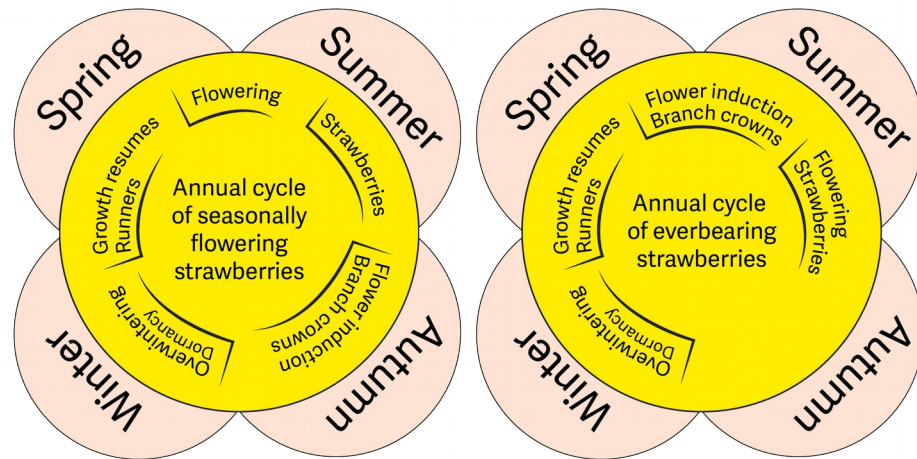 Spring
Summer
Flowering
Strawberries
Growth resumes
Runners
Annual cycle
of seasonally
flowering
strawberries
Flower induction
Branch crowns
Overwintering
Dormancy
Winter
Autumn
Spring
Summer
Flower induction
Branch crowns
Flowering
Strawberries
Growth resumes
Runners
Annual cycle
of everbearing
strawberries
Overwintering
Dormancy
Winter
Autumn